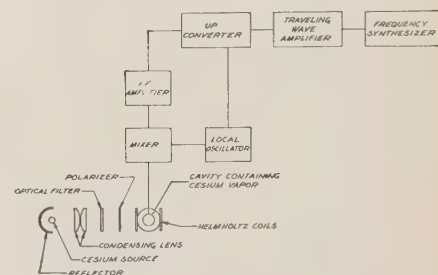 UP
CONVERTER
TRAVELING
WAVE
AMPLIFIER
FREQUENCY
SYNTHESIZER
I.F.
AMPLIFIER
MIXER
LOCAL
OSCILLATOR
POLARIZER
OPTICAL FILTER
CAVITY CONTAINING
CESIUM VAPOR
HELMHOLTZ COILS
CONDENSING LENS
CESIUM SOURCE
REFLECTOR